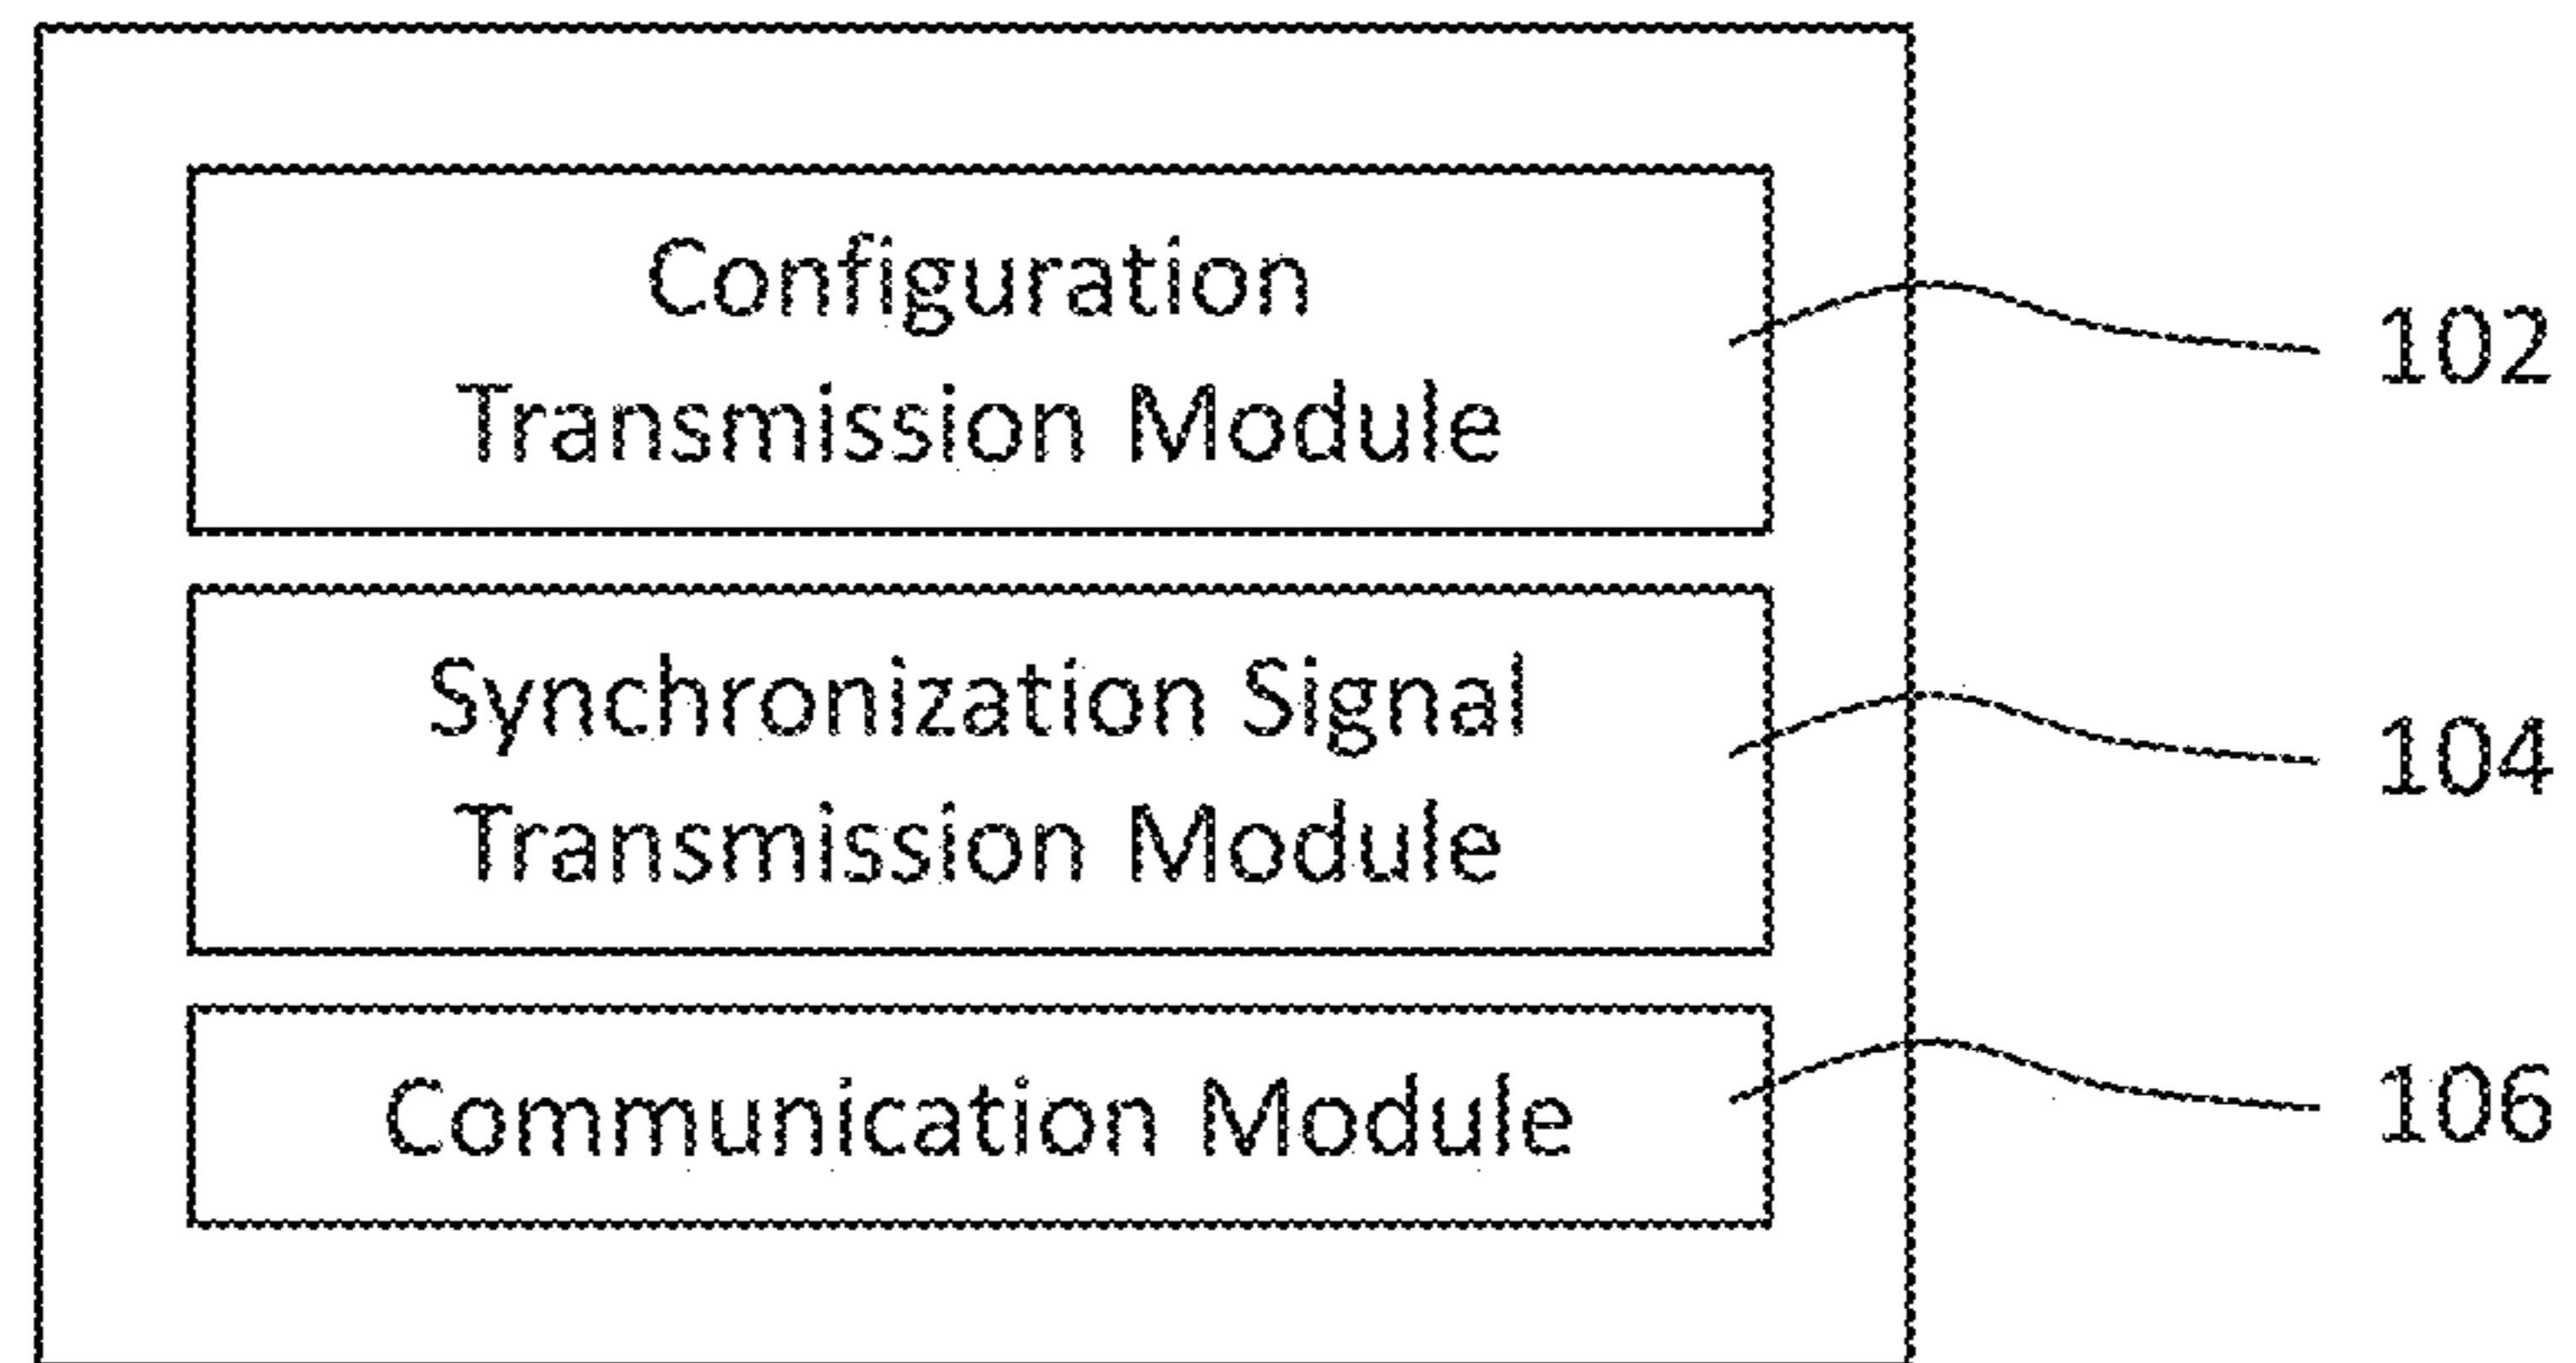 Configuration
Transmission Module
102
Synchronization Signal
Transmission Module
104
Communication Module
106